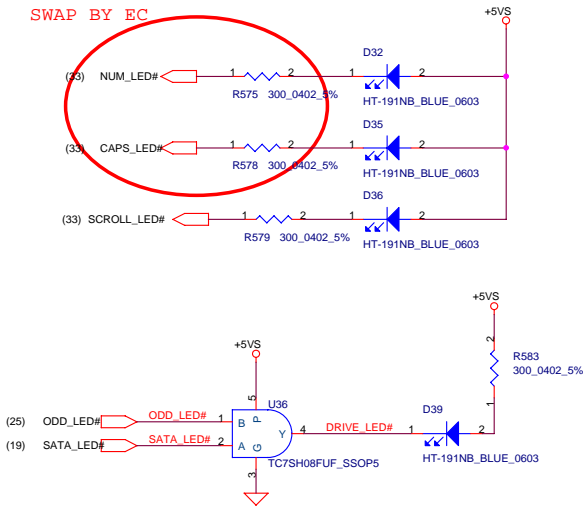 SWAP BY EC
+5VS
D32
(33) NUM_LED# 1 2 1 2
R575 300_0402_5% HT-191NB_BLUE_0603
D35
(33) CAPS_LED# 1 2 1 2
R578 300_0402_5% HT-191NB_BLUE_0603
D36
(33) SCROLL_LED# 1 2 1 2
R579 300_0402_5% HT-191NB_BLUE_0603
+5VS
+5VS
2
R583
300_0402_5%
1
5 U36
(25) ODD_LED# ODD_LED# 1 B P
Y 4 DRIVE_LED# 1 D39 2
(19) SATA_LED# SATA_LED# 2 A G
TC7SH08FUF_SSOP5 HT-191NB_BLUE_0603
3